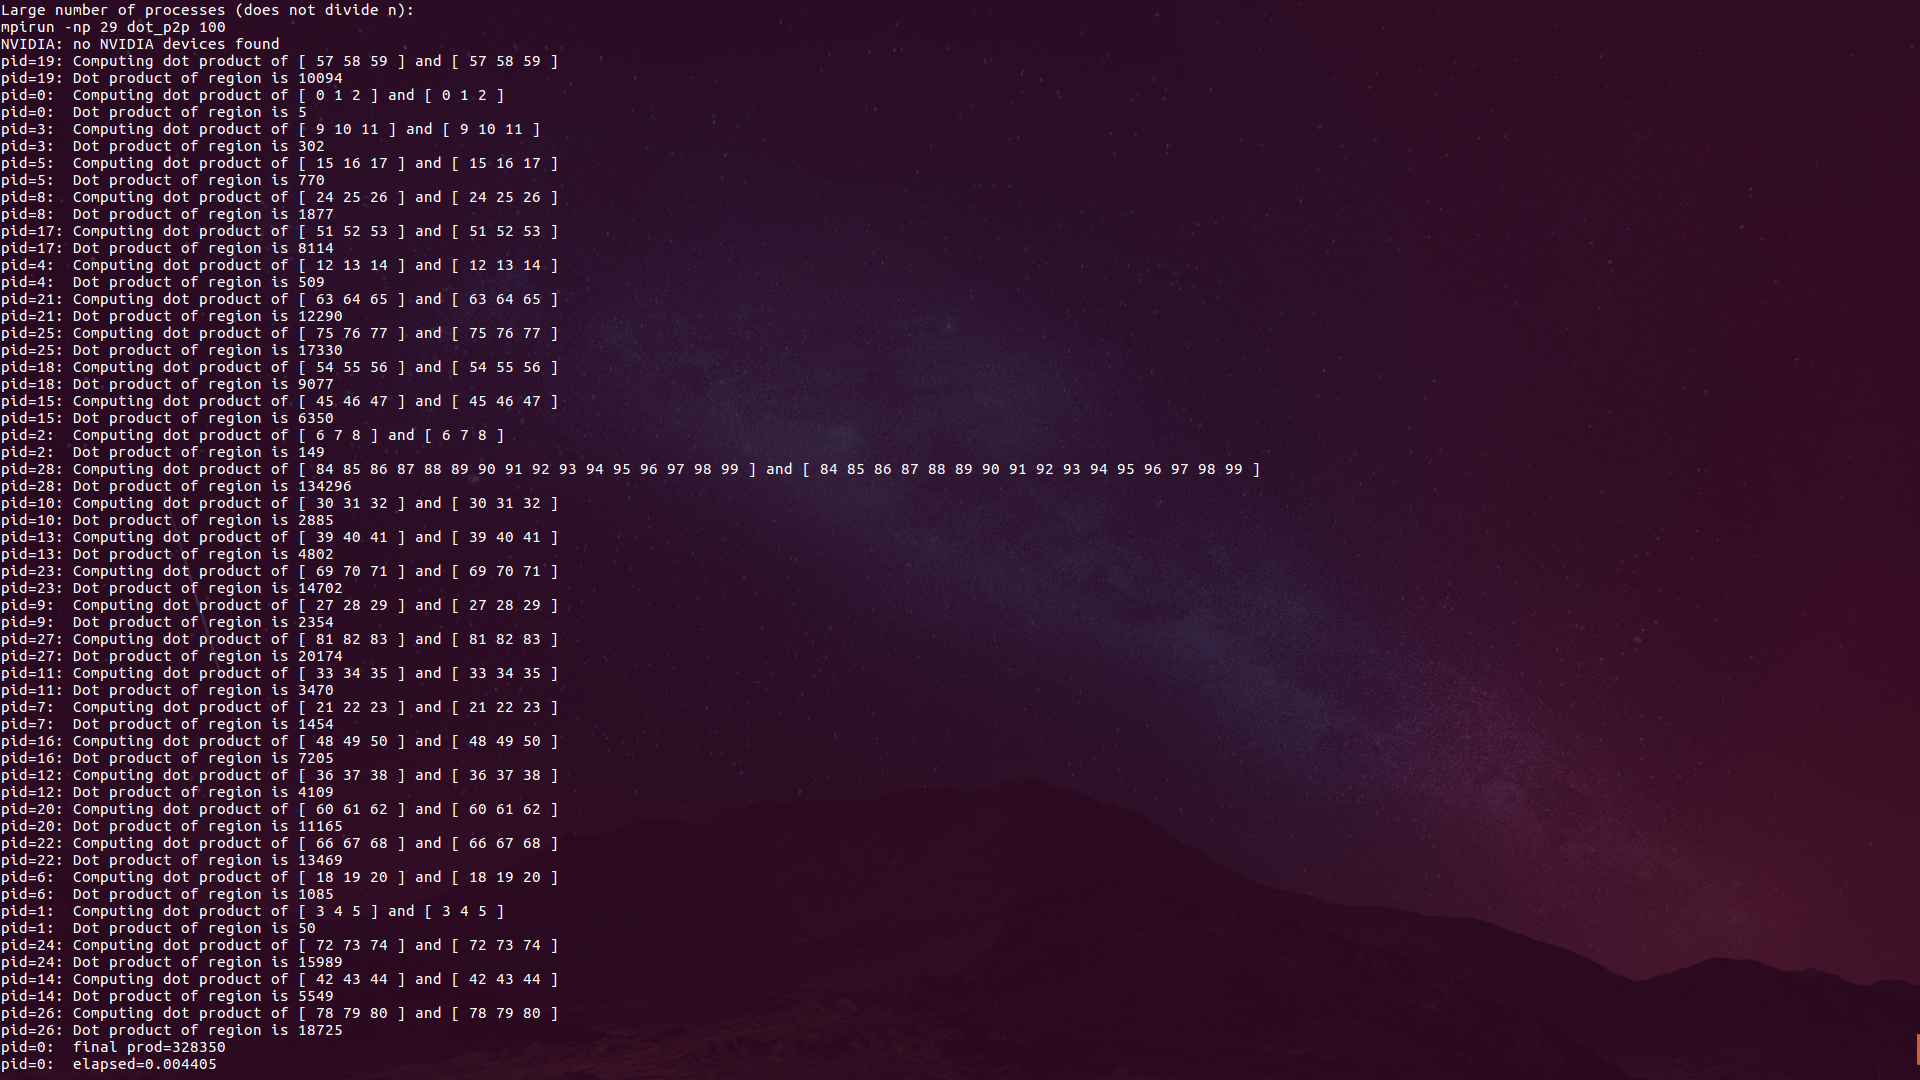 Large number of processes (does not divide n):
mpirun -np 29 dot_p2p 100
NVIDIA: no NVIDIA devices found
pid=19: Computing dot product of [ 57 58 59 ] and [ 57 58 59 ]
pid=19: Dot product of region is 10094
pid=0:  Computing dot product of [ 0 1 2 ] and [ 0 1 2 ]
pid=0:  Dot product of region is 5
pid=3:  Computing dot product of [ 9 10 11 ] and [ 9 10 11 ]
pid=3:  Dot product of region is 302
pid=5:  Computing dot product of [ 15 16 17 ] and [ 15 16 17 ]
pid=5:  Dot product of region is 770
pid=8:  Computing dot product of [ 24 25 26 ] and [ 24 25 26 ]
pid=8:  Dot product of region is 1877
pid=17: Computing dot product of [ 51 52 53 ] and [ 51 52 53 ]
pid=17: Dot product of region is 8114
pid=4:  Computing dot product of [ 12 13 14 ] and [ 12 13 14 ]
pid=4:  Dot product of region is 509
pid=21: Computing dot product of [ 63 64 65 ] and [ 63 64 65 ]
pid=21: Dot product of region is 12290
pid=25: Computing dot product of [ 75 76 77 ] and [ 75 76 77 ]
pid=25: Dot product of region is 17330
pid=18: Computing dot product of [ 54 55 56 ] and [ 54 55 56 ]
pid=18: Dot product of region is 9077
pid=15: Computing dot product of [ 45 46 47 ] and [ 45 46 47 ]
pid=15: Dot product of region is 6350
pid=2:  Computing dot product of [ 6 7 8 ] and [ 6 7 8 ]
pid=2:  Dot product of region is 149
pid=28: Computing dot product of [ 84 85 86 87 88 89 90 91 92 93 94 95 96 97 98 99 ] and [ 84 85 86 87 88 89 90 91 92 93 94 95 96 97 98 99 ]
pid=28: Dot product of region is 134296
pid=10: Computing dot product of [ 30 31 32 ] and [ 30 31 32 ]
pid=10: Dot product of region is 2885
pid=13: Computing dot product of [ 39 40 41 ] and [ 39 40 41 ]
pid=13: Dot product of region is 4802
pid=23: Computing dot product of [ 69 70 71 ] and [ 69 70 71 ]
pid=23: Dot product of region is 14702
pid=9:  Computing dot product of [ 27 28 29 ] and [ 27 28 29 ]
pid=9:  Dot product of region is 2354
pid=27: Computing dot product of [ 81 82 83 ] and [ 81 82 83 ]
pid=27: Dot product of region is 20174
pid=11: Computing dot product of [ 33 34 35 ] and [ 33 34 35 ]
pid=11: Dot product of region is 3470
pid=7:  Computing dot product of [ 21 22 23 ] and [ 21 22 23 ]
pid=7:  Dot product of region is 1454
pid=16: Computing dot product of [ 48 49 50 ] and [ 48 49 50 ]
pid=16: Dot product of region is 7205
pid=12: Computing dot product of [ 36 37 38 ] and [ 36 37 38 ]
pid=12: Dot product of region is 4109
pid=20: Computing dot product of [ 60 61 62 ] and [ 60 61 62 ]
pid=20: Dot product of region is 11165
pid=22: Computing dot product of [ 66 67 68 ] and [ 66 67 68 ]
pid=22: Dot product of region is 13469
pid=6:  Computing dot product of [ 18 19 20 ] and [ 18 19 20 ]
pid=6:  Dot product of region is 1085
pid=1:  Computing dot product of [ 3 4 5 ] and [ 3 4 5 ]
pid=1:  Dot product of region is 50
pid=24: Computing dot product of [ 72 73 74 ] and [ 72 73 74 ]
pid=24: Dot product of region is 15989
pid=14: Computing dot product of [ 42 43 44 ] and [ 42 43 44 ]
pid=14: Dot product of region is 5549
pid=26: Computing dot product of [ 78 79 80 ] and [ 78 79 80 ]
pid=26: Dot product of region is 18725
pid=0:  final prod=328350
pid=0:  elapsed=0.004405